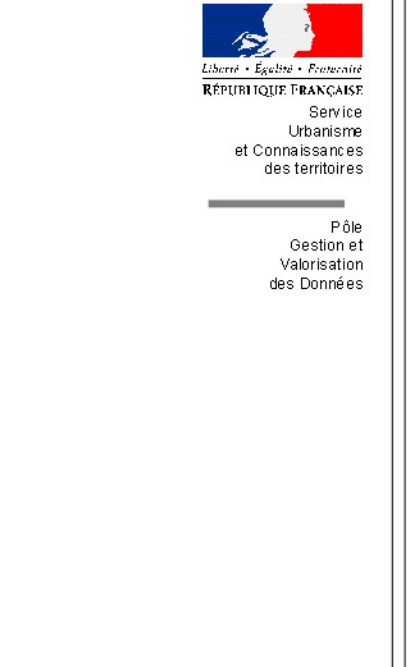 Liberté • Égalité • Fraternité
RÉPUBLIQUE FRANÇAISE
Service
Urbanisme
et Connaissances
des territoires
Pôle
Gestion et
Valorisation
des Données